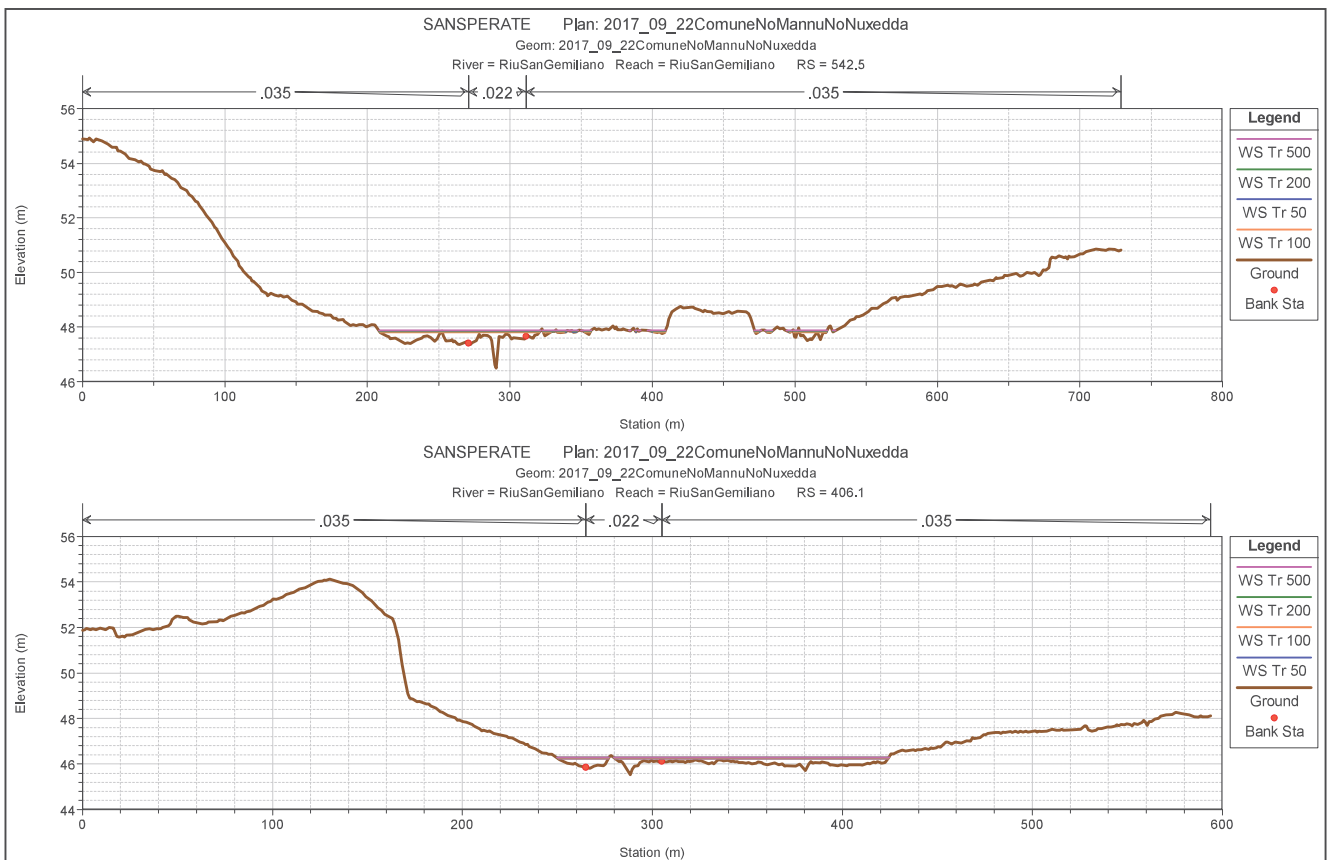 SANSPERATE Plan: 2017_09_22ComuneNoMannuNoNuxedda
Geom: 2017_09_22ComuneNoMannuNoNuxedda
River = RiuSanGemiliano Reach = RiuSanGemiliano RS = 542.5
.035 .022 .035
56
54
52
50
48
46
Elevation (m)
0 100 200 300 400 500 600 700 800
Station (m)
Legend
WS Tr 500
WS Tr 200
WS Tr 50
WS Tr 100
Ground
Bank Sta
SANSPERATE Plan: 2017_09_22ComuneNoMannuNoNuxedda
Geom: 2017_09_22ComuneNoMannuNoNuxedda
River = RiuSanGemiliano Reach = RiuSanGemiliano RS = 406.1
.035 .022 .035
56
54
52
50
48
46
44
Elevation (m)
0 100 200 300 400 500 600
Station (m)
Legend
WS Tr 500
WS Tr 200
WS Tr 100
WS Tr 50
Ground
Bank Sta